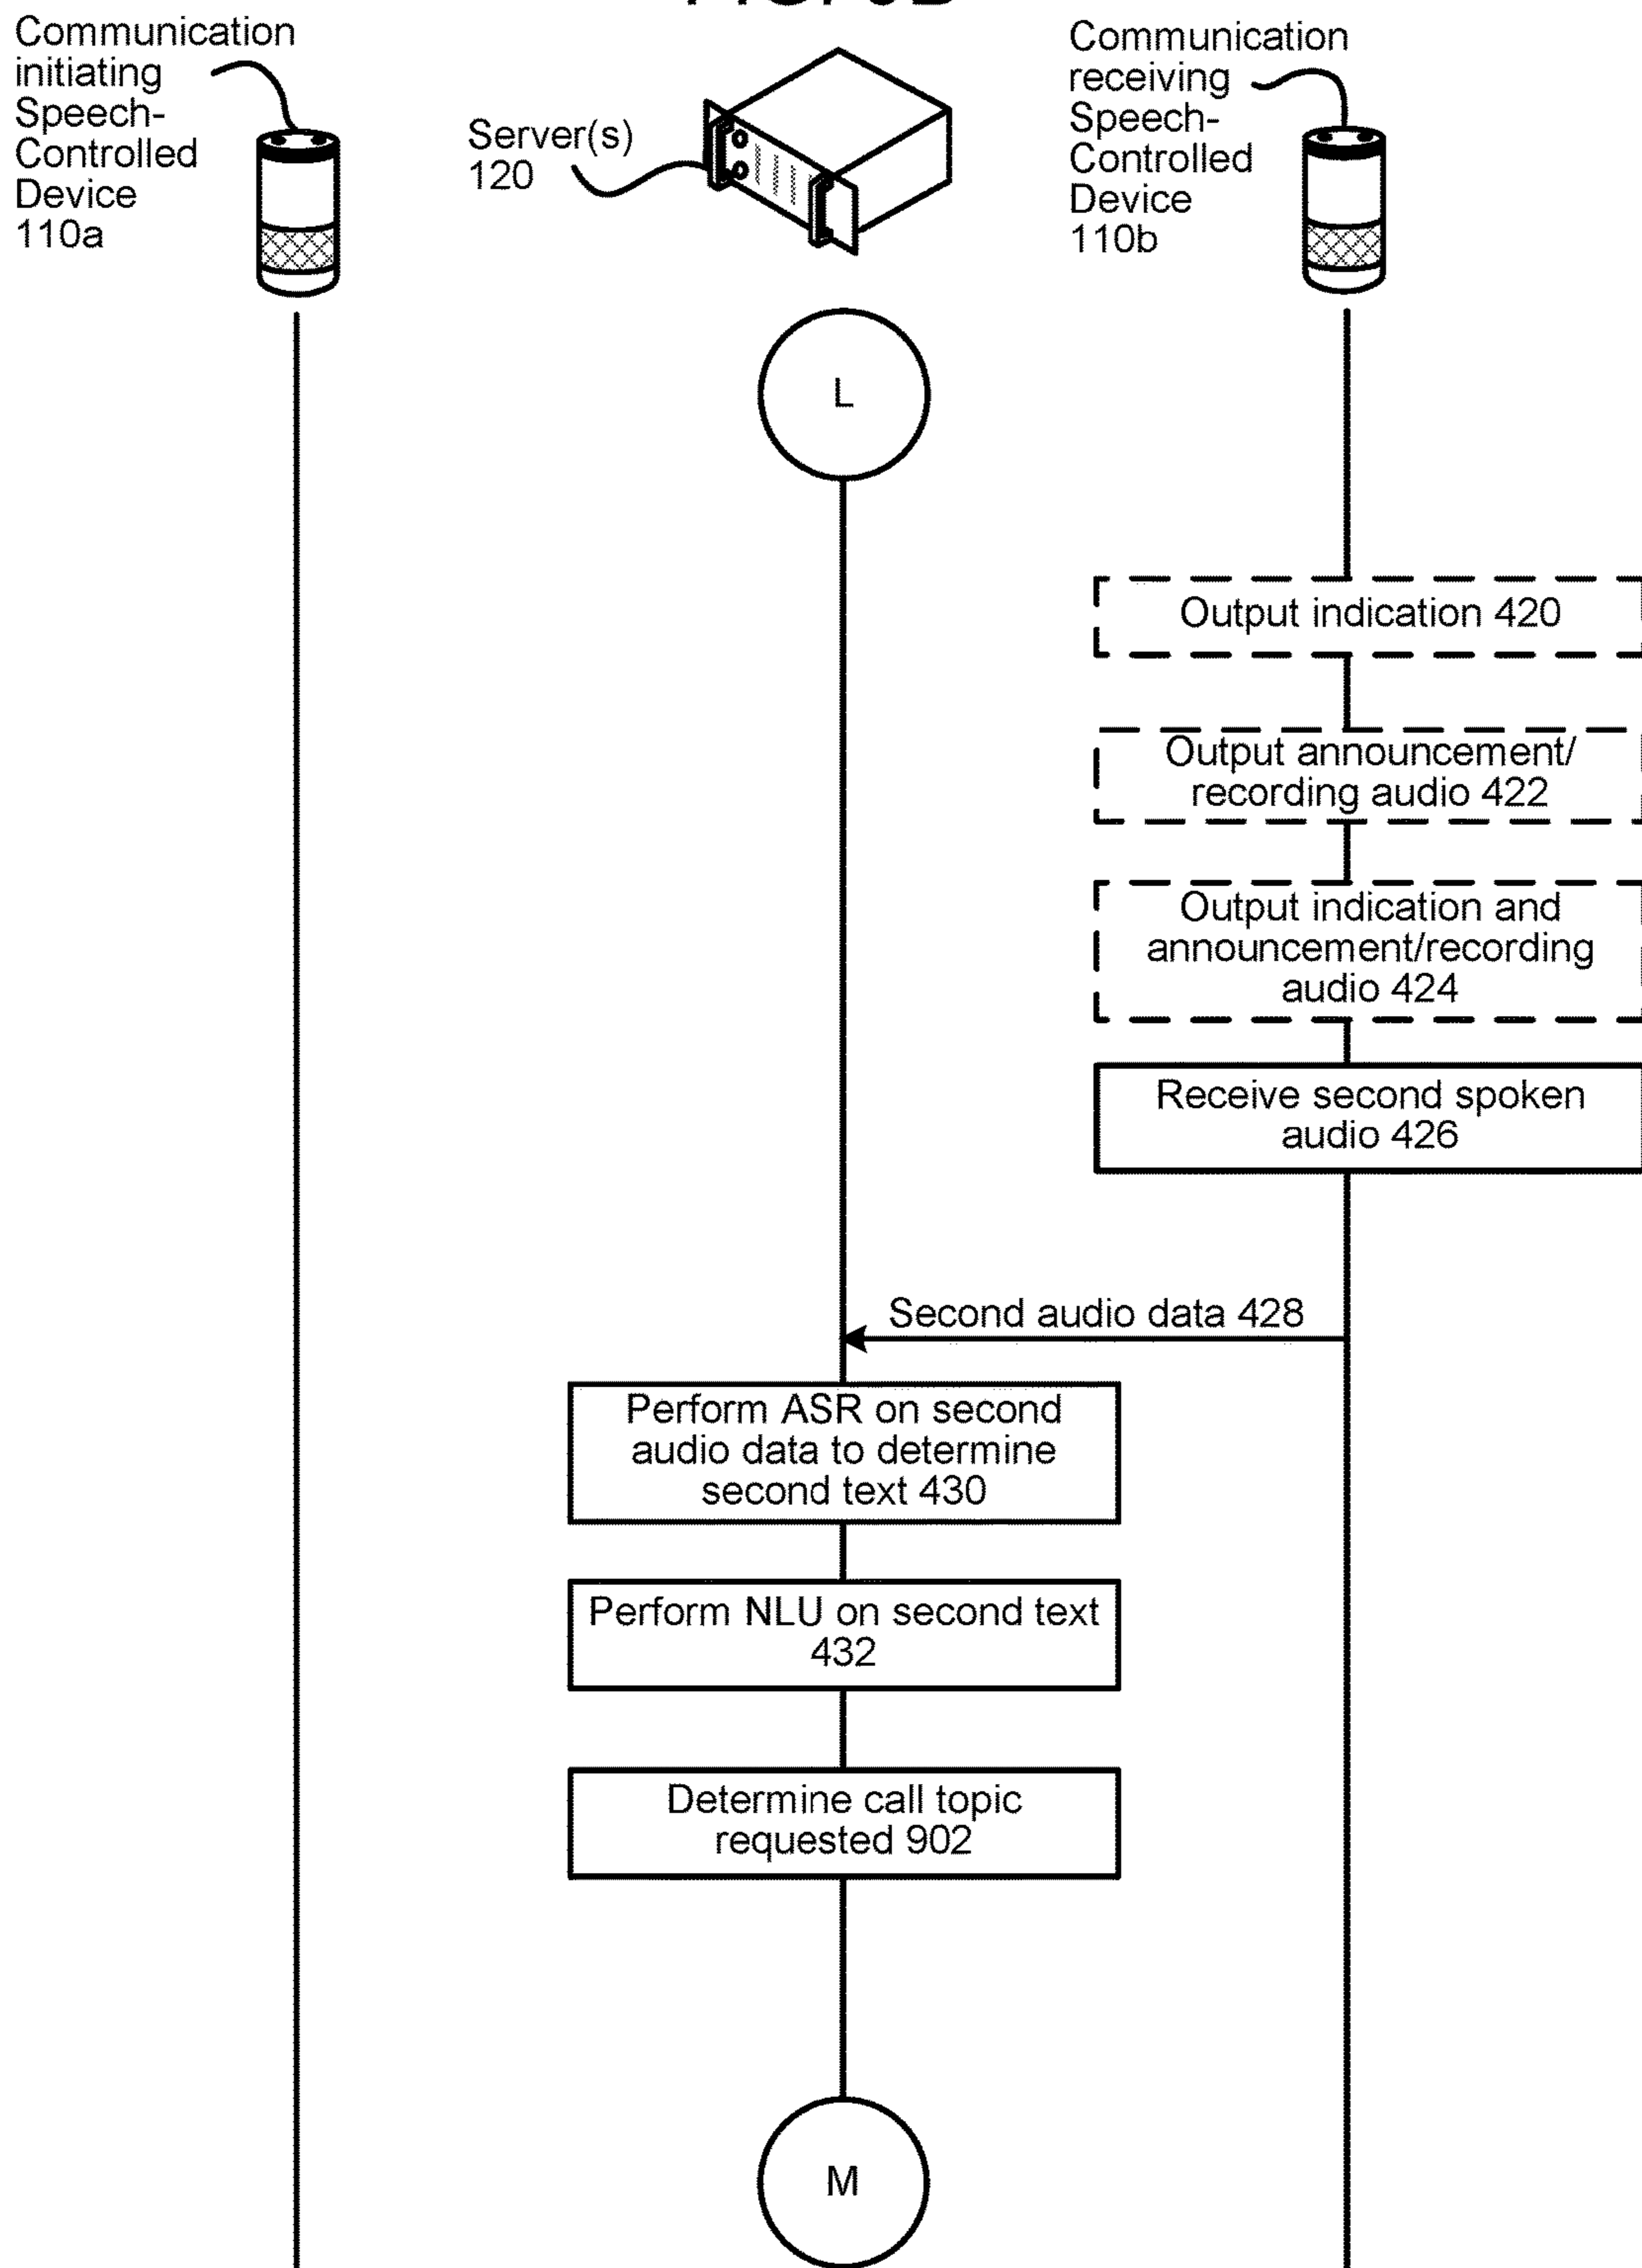 Communication
initiating
Speech-
Controlled
Device
110a
Server(s)
120
Communication
receiving
Speech-
Controlled
Device
110b
L
Output indication 420
Output announcement/
recording audio 422
Output indication and
announcement/recording
audio 424
Receive second spoken
audio 426
Second audio data 428
Perform ASR on second
audio data to determine
second text 430
Perform NLU on second text
432
Determine call topic
requested 902
M